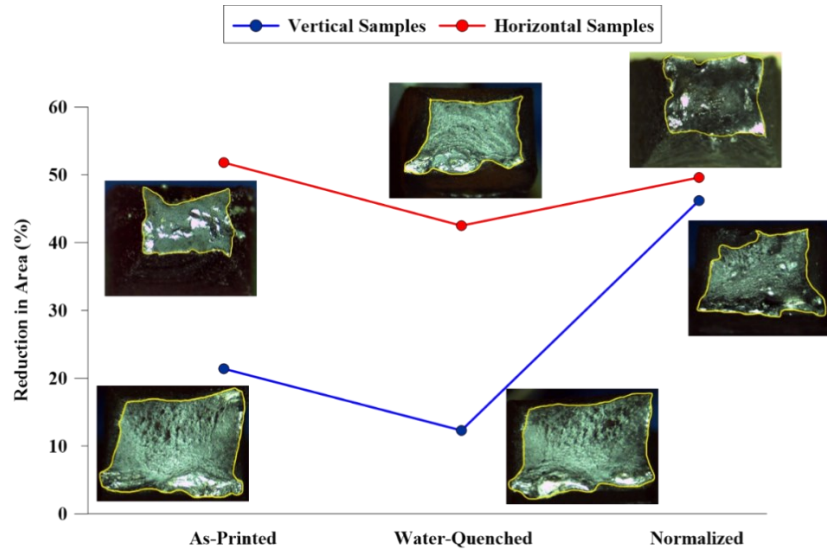 Vertical Samples
Horizontal Samples
Reduction in Area (%)
60
50
40
30
20
10
0
As-Printed
Water-Quenched
Normalized